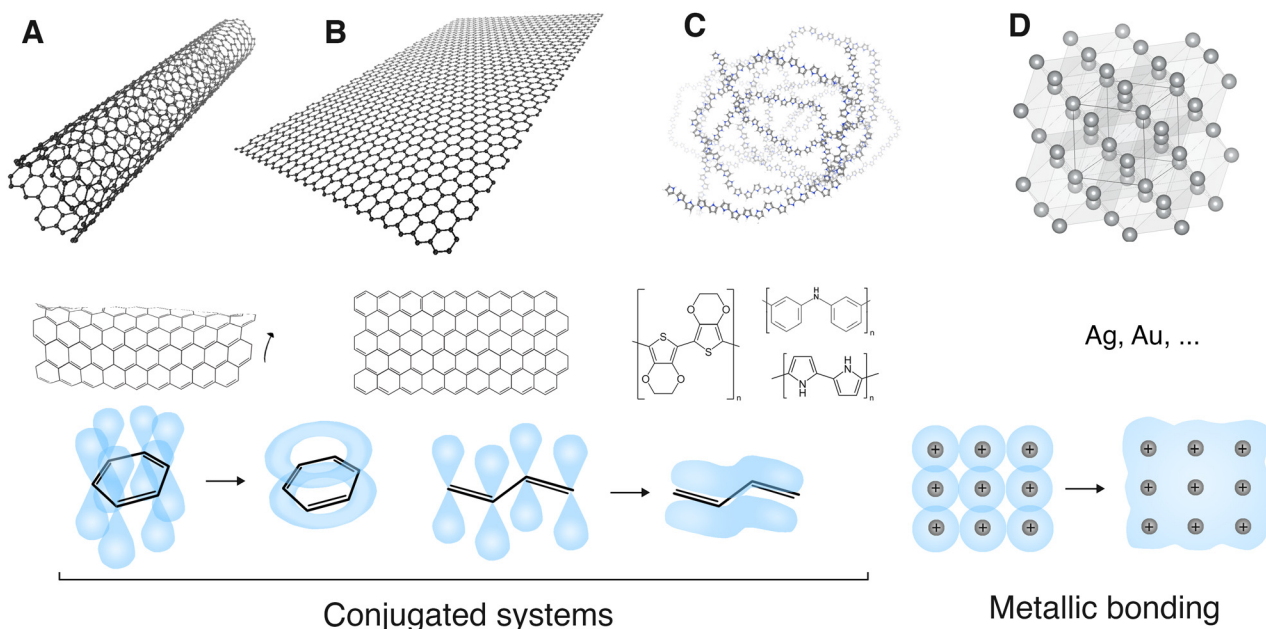 A
B
C
D
O O
S
S
O O
n
H
N
n
H
N
N
H
n
Ag, Au, ...
+ + +
+ + +
+ + +
+ + +
+ + +
+ + +
Conjugated systems
Metallic bonding